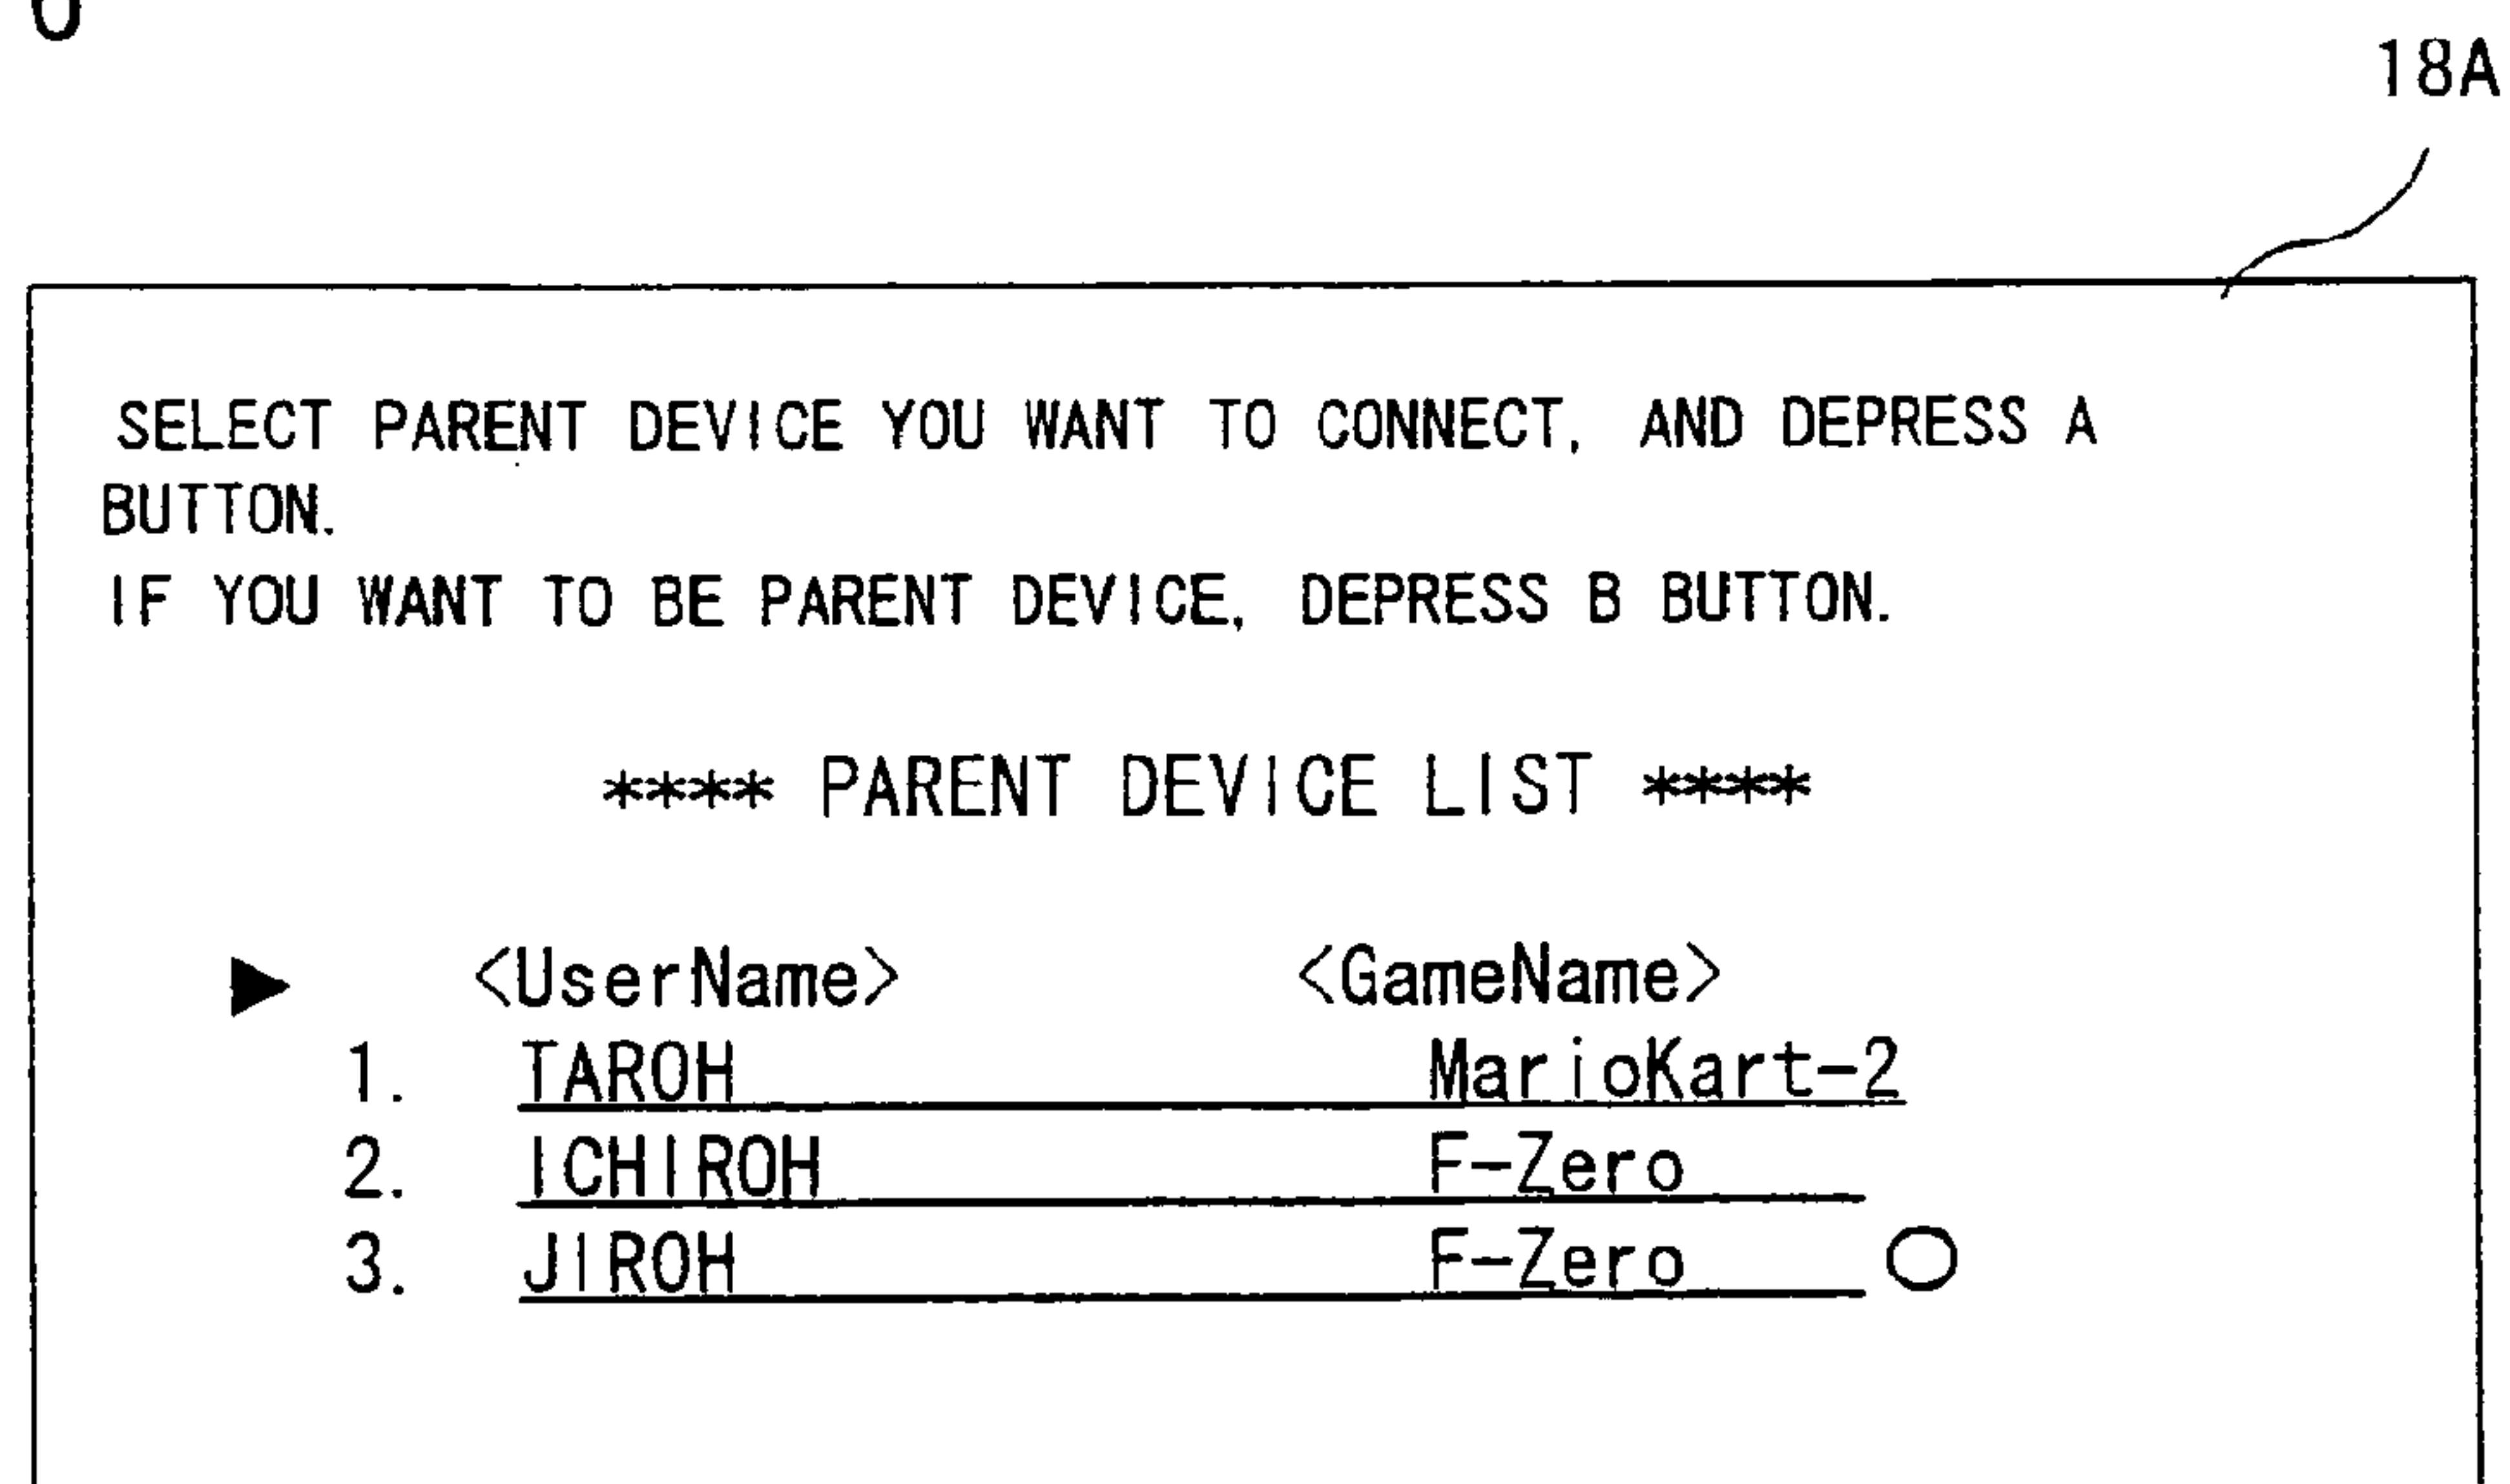 18A
SELECT PARENT DEVICE YOU WANT TO CONNECT, AND DEPRESS A
BUTTON.
IF YOU WANT TO BE PARENT DEVICE, DEPRESS B BUTTON.
**** PARENT DEVICE LIST ****
<UserName> <GameName>
1. TAROH MarioKart-2
2. ICHIROH F-Zero
3. JIROH F-Zero ○